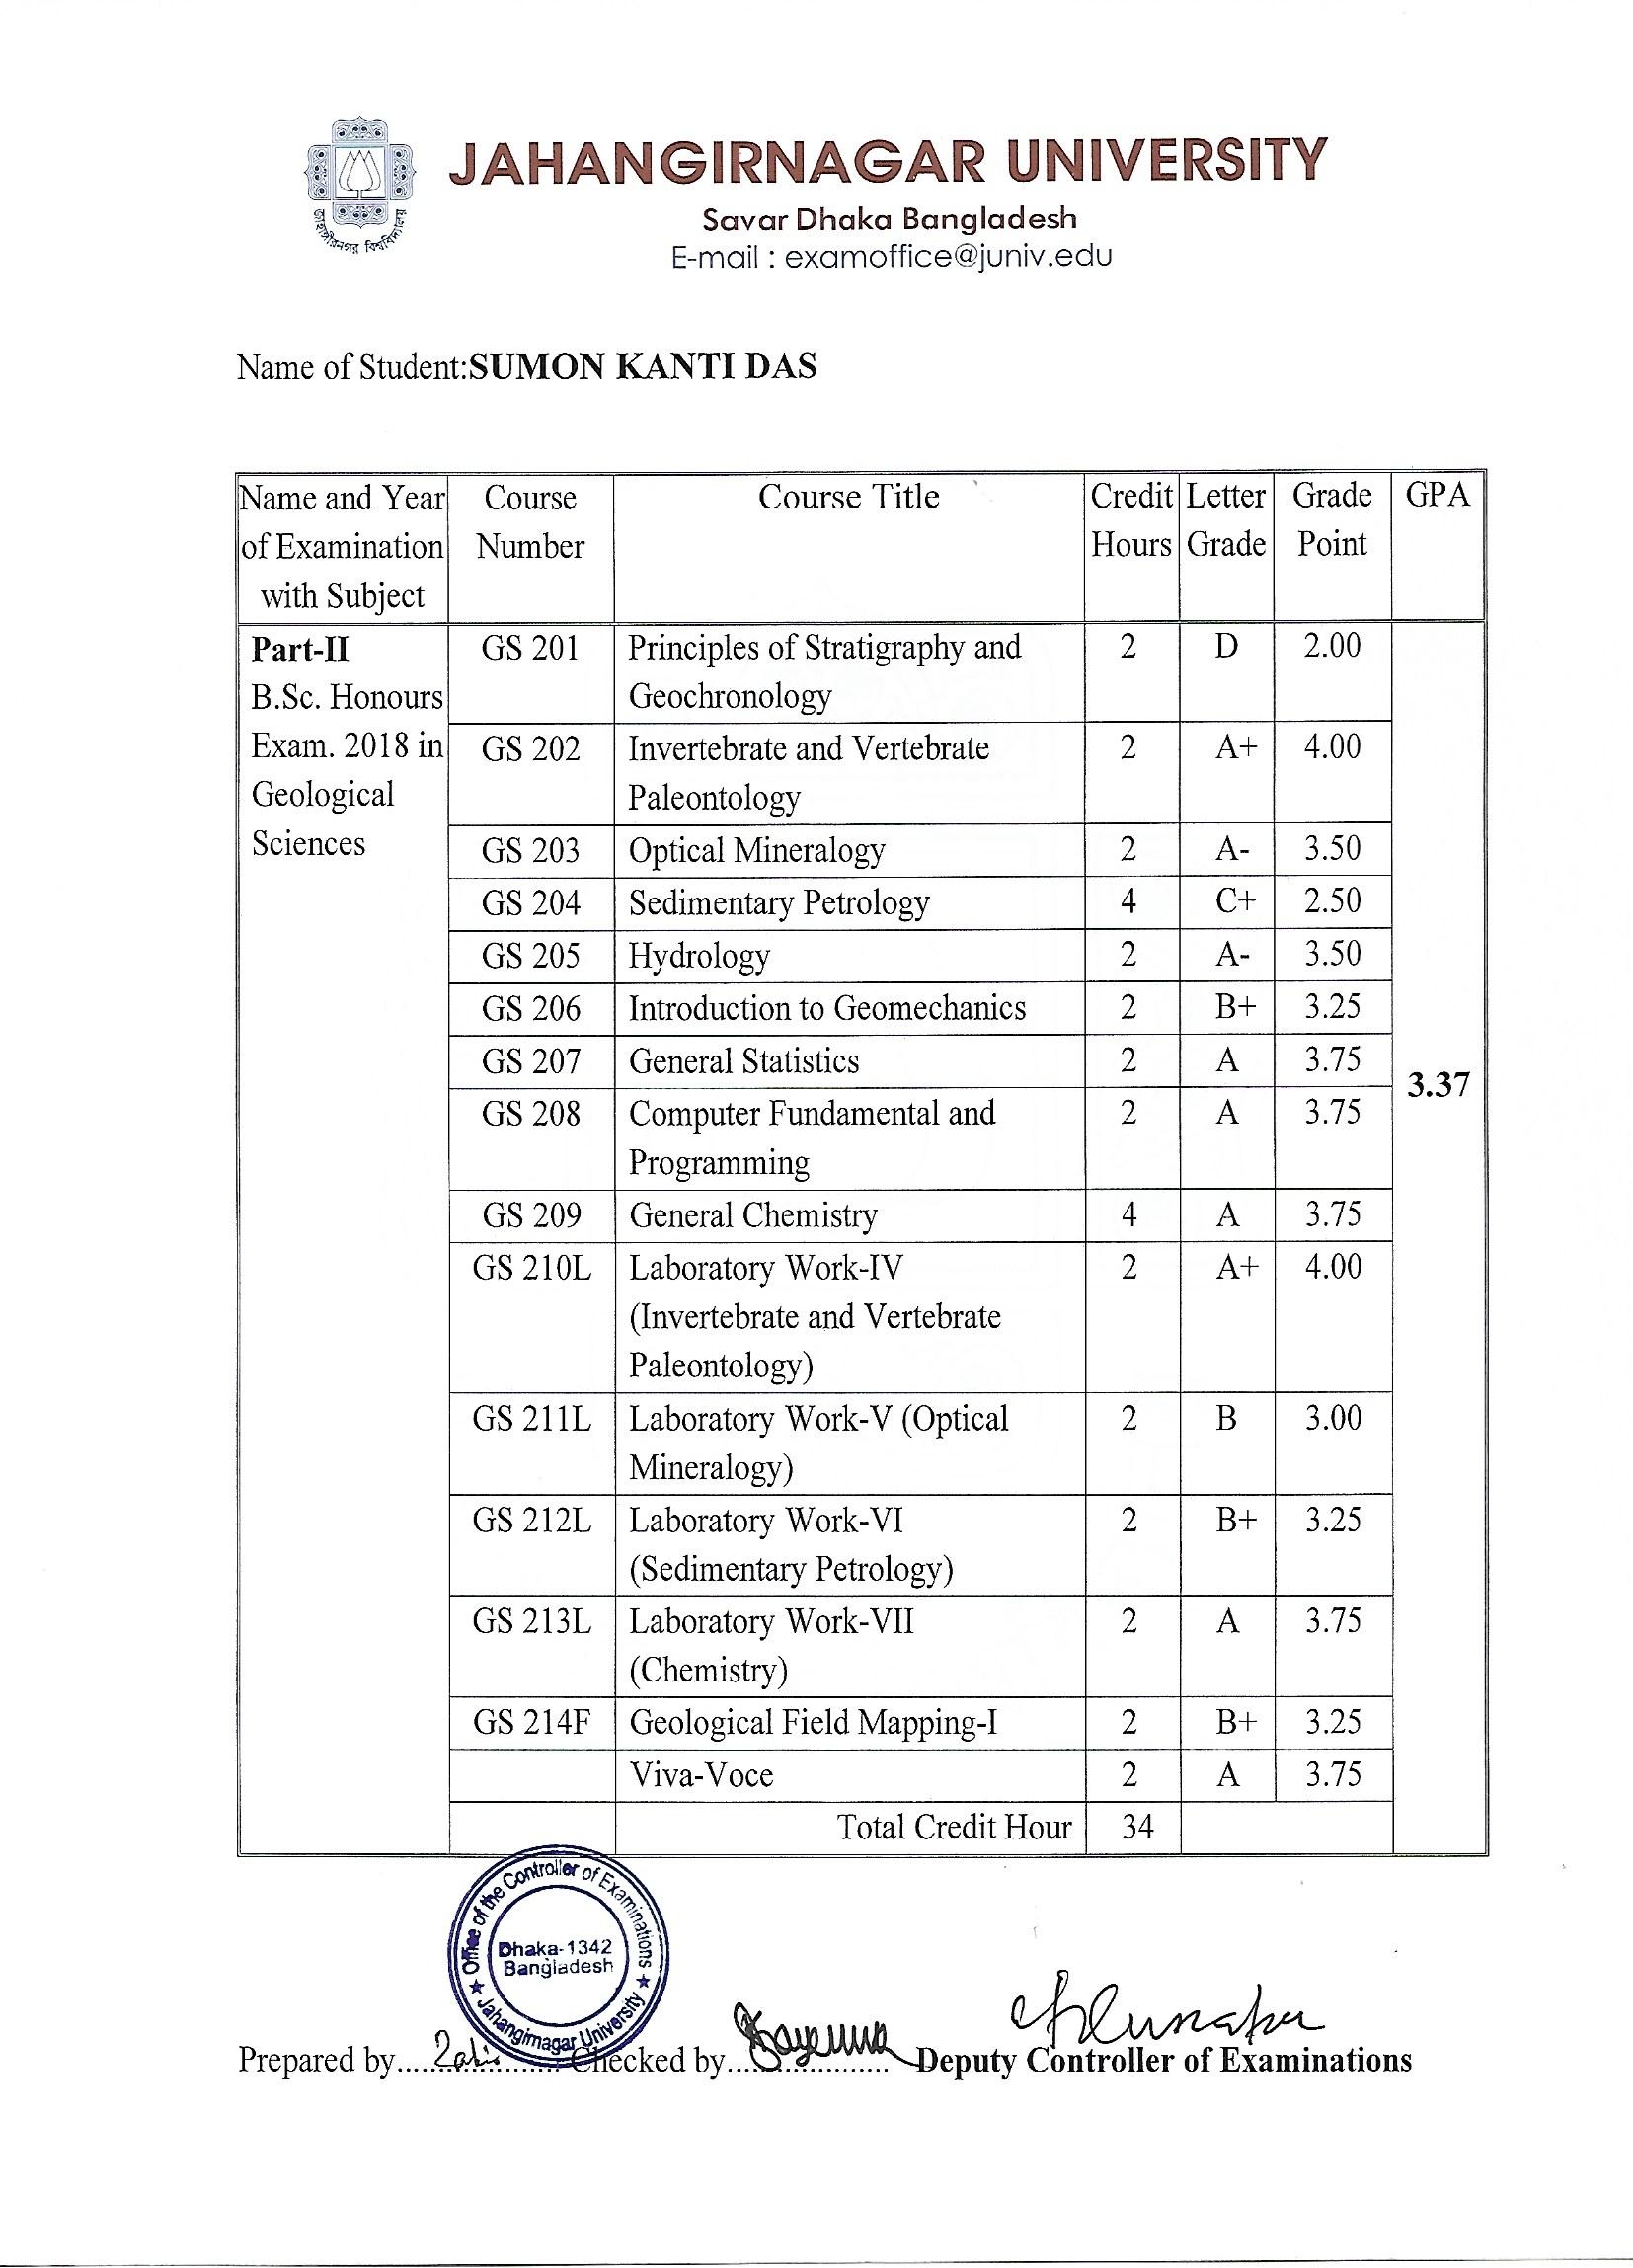 JAHANGIRNAGAR UNIVERSITY
জাহাঙ্গীরনগর বিশ্ববিদ্যালয়
Savar Dhaka Bangladesh
E-mail : examoffice@juniv.edu
Name of Student:SUMON KANTI DAS
Name and Year of Examination with Subject Course Number Course Title Credit Hours Letter Grade Grade Point GPA
Part-II
B.Sc. Honours
Exam. 2018 in
Geological
Sciences
GS 201 Principles of Stratigraphy and Geochronology 2 D 2.00
GS 202 Invertebrate and Vertebrate Paleontology 2 A+ 4.00
GS 203 Optical Mineralogy 2 A- 3.50
GS 204 Sedimentary Petrology 4 C+ 2.50
GS 205 Hydrology 2 A- 3.50
GS 206 Introduction to Geomechanics 2 B+ 3.25
GS 207 General Statistics 2 A 3.75
3.37
GS 208 Computer Fundamental and Programming 2 A 3.75
GS 209 General Chemistry 4 A 3.75
GS 210L Laboratory Work-IV (Invertebrate and Vertebrate Paleontology) 2 A+ 4.00
GS 211L Laboratory Work-V (Optical Mineralogy) 2 B 3.00
GS 212L Laboratory Work-VI (Sedimentary Petrology) 2 B+ 3.25
GS 213L Laboratory Work-VII (Chemistry) 2 A 3.75
GS 214F Geological Field Mapping-I 2 B+ 3.25
Viva-Voce 2 A 3.75
Total Credit Hour 34
Office of the Controller of Examinations
Dhaka-1342
Bangladesh
Jahangirnagar University
Prepared by................ Checked by................ Deputy Controller of Examinations